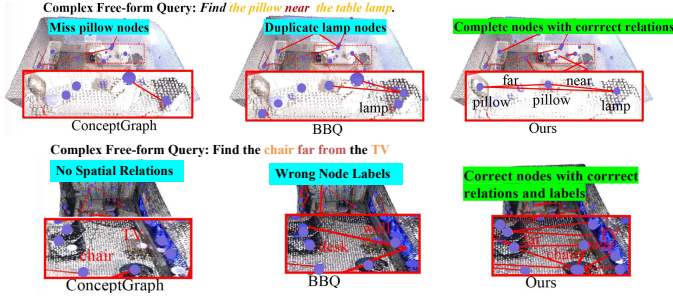 Complex Free-form Query: Find the pillow near the table lamp.
Miss pillow nodes
Duplicate lamp nodes
Complete nodes with corrrect relations
lamp
far
near
pillow
pillow
lamp
ConceptGraph
BBQ
Ours
Complex Free-form Query: Find the chair far from the TV
No Spatial Relations
Wrong Node Labels
Correct nodes with corrrect
relations and labels
TV
chair
wall
desk
TV
chair
ConceptGraph
BBQ
Ours